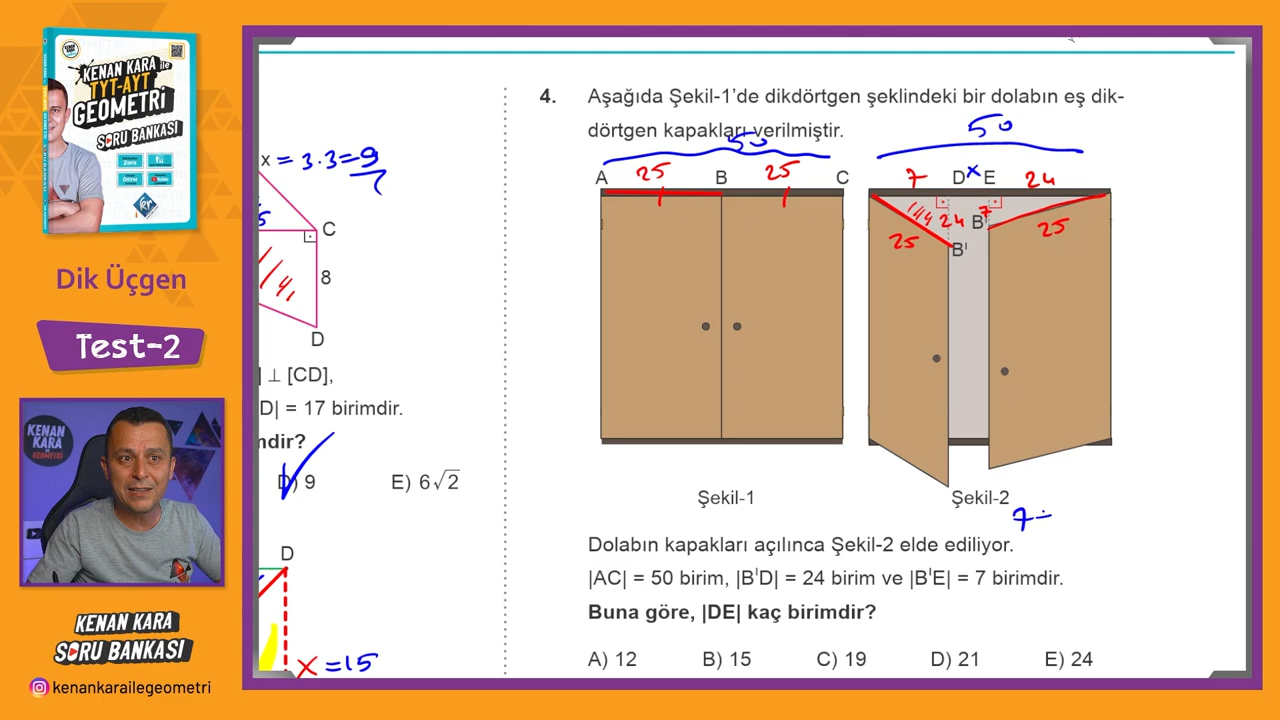 KENAN KARA ile
TYT-AYT
GEOMETRİ
SORU BANKASI
Dik Üçgen
Test-2
KENAN
KARA
KENAN KARA
SORU BANKASI
kenankarailegeometri
x = 3.3=9
5
C
8
D
] ⊥ [CD],
D| = 17 birimdir.
mdir?
D) 9
E) 6√2
D
x =15
4. Aşağıda Şekil-1'de dikdörtgen şeklindeki bir dolabın eş dik-
dörtgen kapakları verilmiştir.
50
50
25
25
7
x
24
A
B
C
D
E
24
7
B'
25
25
B'
Şekil-1
Şekil-2
7+
Dolabın kapakları açılınca Şekil-2 elde ediliyor.
|AC| = 50 birim, |B'D| = 24 birim ve |B'E| = 7 birimdir.
Buna göre, |DE| kaç birimdir?
A) 12
B) 15
C) 19
D) 21
E) 24